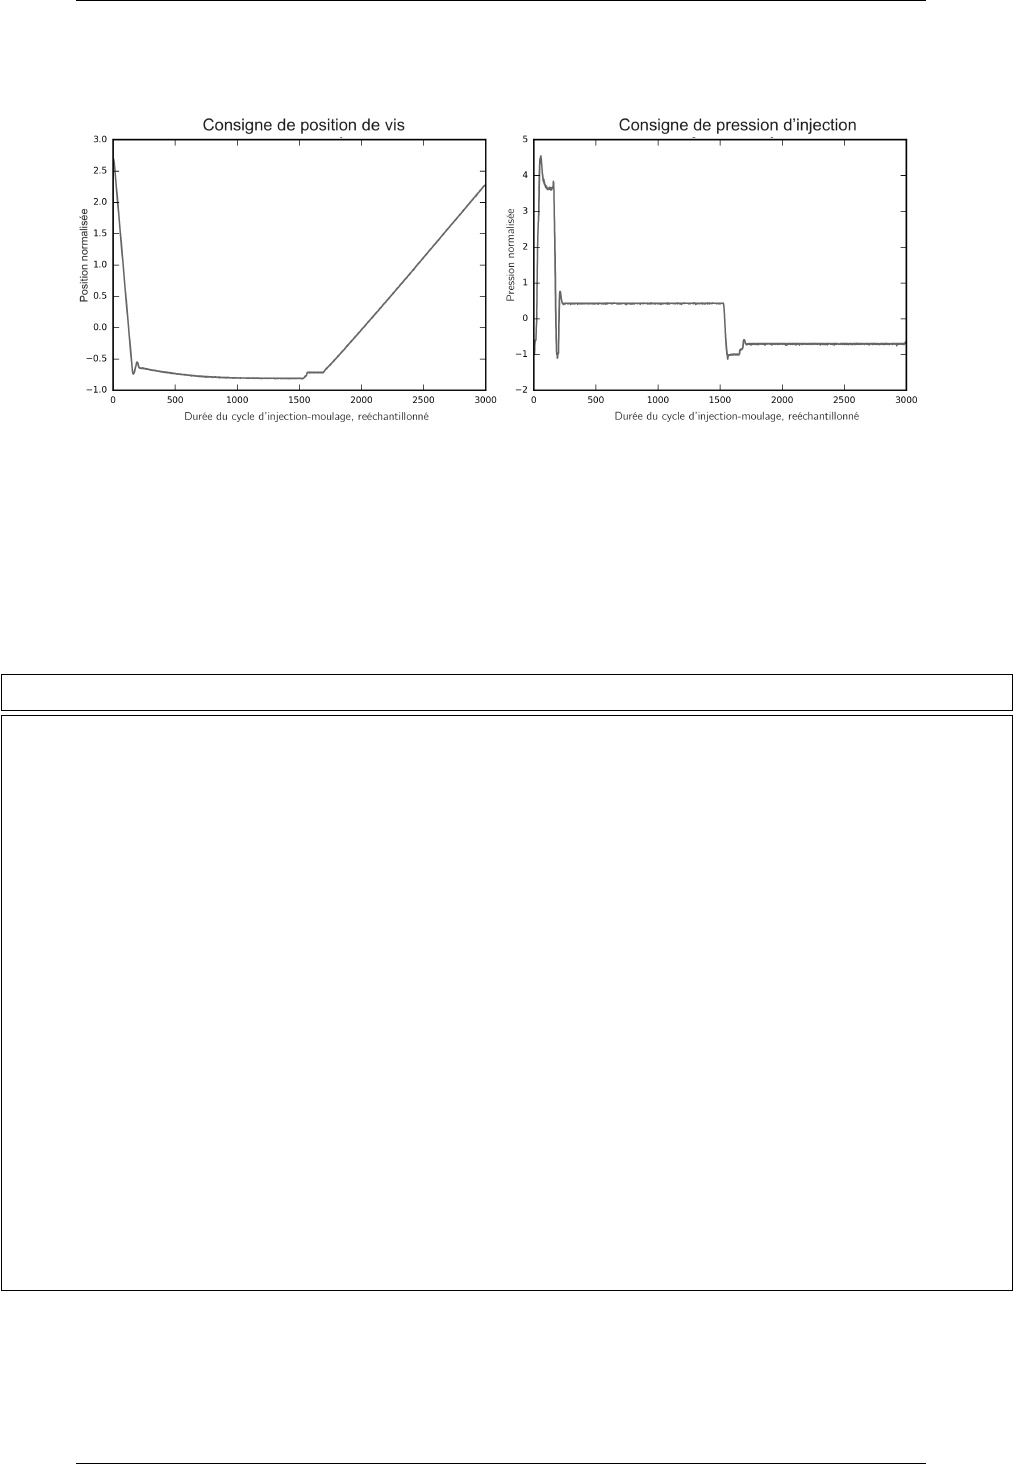 Consigne de position de vis
3.0
2.5
2.0
1.5
1.0
0.5
0.0
−0.5
−1.0
Position normalisée
0 500 1000 1500 2000 2500 3000
Durée du cycle d'injection-moulage, reéchantillonné
Consigne de pression d'injection
5
4
3
2
1
0
−1
−2
Pression normalisée
0 500 1000 1500 2000 2500 3000
Durée du cycle d'injection-moulage, reéchantillonné